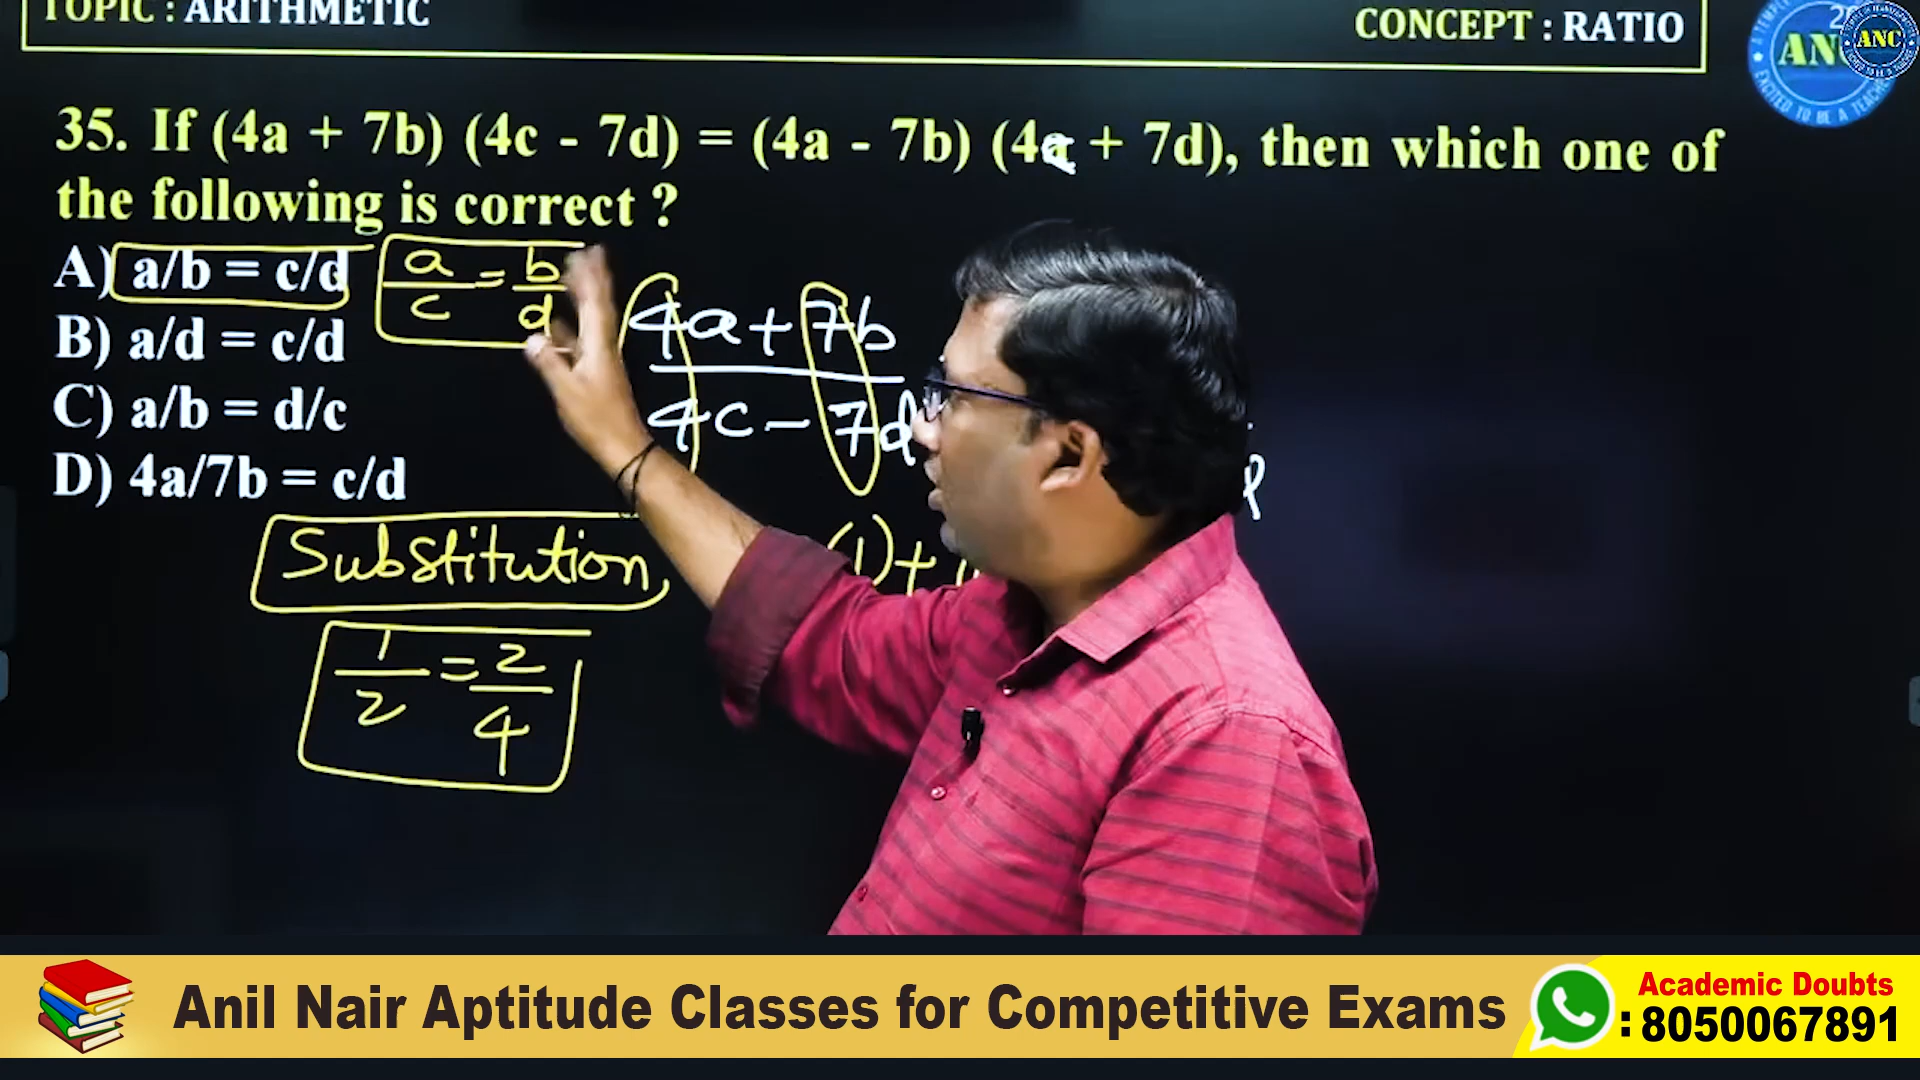 TOPIC : ARITHMETIC
CONCEPT : RATIO
ANC
35. If (4a + 7b) (4c - 7d) = (4a - 7b) (4c + 7d), then which one of
the following is correct ?
A) a/b = c/d
a/c = b/d
B) a/d = c/d
C) a/b = d/c
D) 4a/7b = c/d
4a+7b
4c-7d
Substitution
1/2 = 2/4
(1)+
Anil Nair Aptitude Classes for Competitive Exams
Academic Doubts
: 8050067891